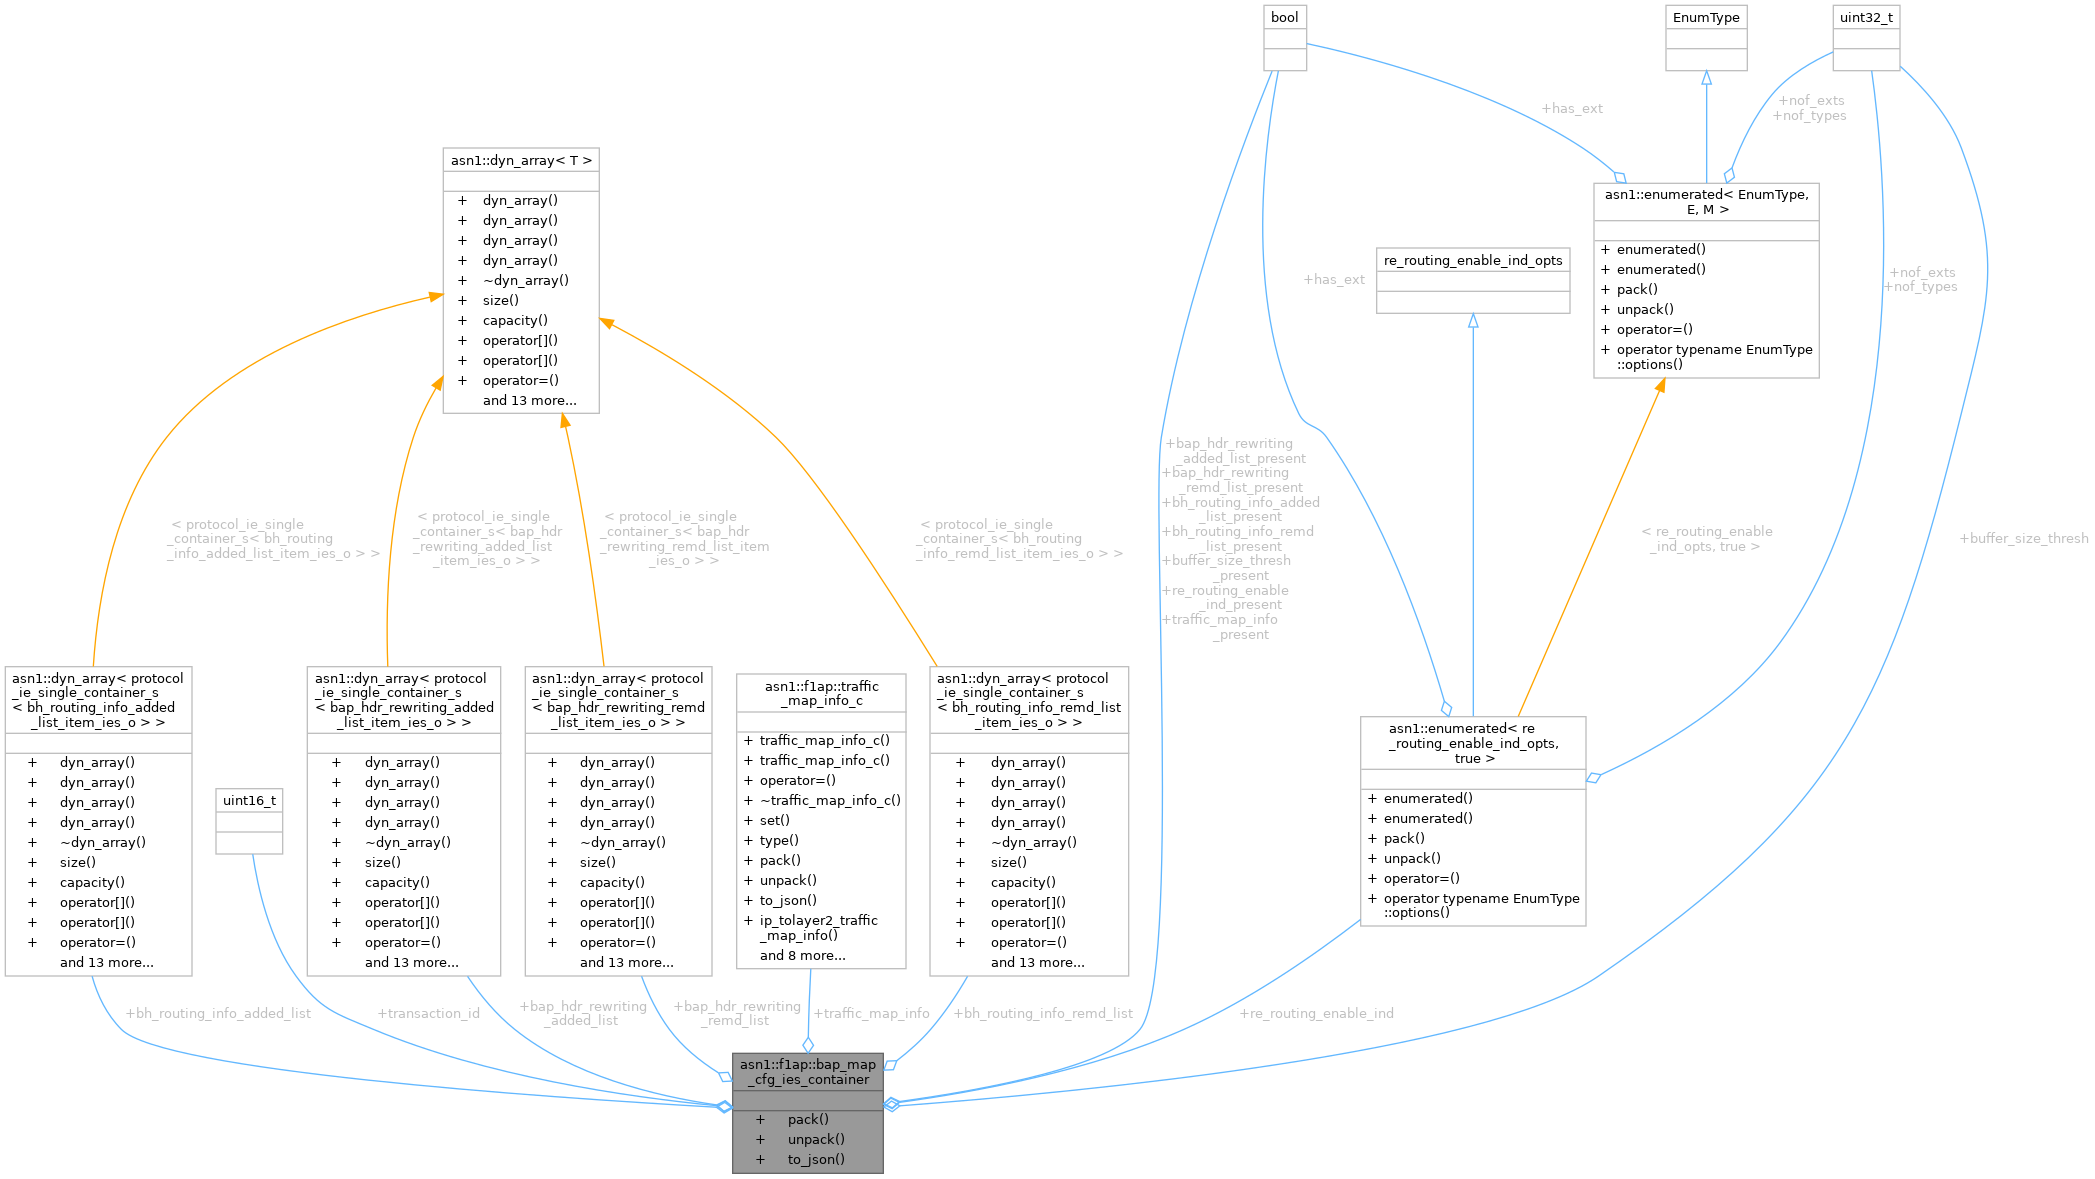 bool
EnumType
uint32_t
+has_ext
+nof_exts
+nof_types
asn1::dyn_array< T >
+ dyn_array()
+ dyn_array()
+ dyn_array()
+ dyn_array()
+ ~dyn_array()
+ size()
+ capacity()
+ operator[]()
+ operator[]()
+ operator=()
and 13 more...
asn1::enumerated< EnumType,
E, M >
+ enumerated()
+ enumerated()
+ pack()
+ unpack()
+ operator=()
+ operator typename EnumType
::options()
re_routing_enable_ind_opts
+has_ext
+nof_exts
+nof_types
+bap_hdr_rewriting
_added_list_present
+bap_hdr_rewriting
_remd_list_present
+bh_routing_info_added
_list_present
+bh_routing_info_remd
_list_present
+buffer_size_thresh
_present
+re_routing_enable
_ind_present
+traffic_map_info
_present
< protocol_ie_single
_container_s< bh_routing
_info_added_list_item_ies_o > >
< protocol_ie_single
_container_s< bap_hdr
_rewriting_added_list
_item_ies_o > >
< protocol_ie_single
_container_s< bap_hdr
_rewriting_remd_list_item
_ies_o > >
< protocol_ie_single
_container_s< bh_routing
_info_remd_list_item_ies_o > >
< re_routing_enable
_ind_opts, true >
+buffer_size_thresh
asn1::dyn_array< protocol
_ie_single_container_s
< bh_routing_info_added
_list_item_ies_o > >
+ dyn_array()
+ dyn_array()
+ dyn_array()
+ dyn_array()
+ ~dyn_array()
+ size()
+ capacity()
+ operator[]()
+ operator[]()
+ operator=()
and 13 more...
uint16_t
asn1::dyn_array< protocol
_ie_single_container_s
< bap_hdr_rewriting_added
_list_item_ies_o > >
+ dyn_array()
+ dyn_array()
+ dyn_array()
+ dyn_array()
+ ~dyn_array()
+ size()
+ capacity()
+ operator[]()
+ operator[]()
+ operator=()
and 13 more...
asn1::dyn_array< protocol
_ie_single_container_s
< bap_hdr_rewriting_remd
_list_item_ies_o > >
+ dyn_array()
+ dyn_array()
+ dyn_array()
+ dyn_array()
+ ~dyn_array()
+ size()
+ capacity()
+ operator[]()
+ operator[]()
+ operator=()
and 13 more...
asn1::f1ap::traffic
_map_info_c
+ traffic_map_info_c()
+ traffic_map_info_c()
+ operator=()
+ ~traffic_map_info_c()
+ set()
+ type()
+ pack()
+ unpack()
+ to_json()
+ ip_tolayer2_traffic
_map_info()
and 8 more...
asn1::dyn_array< protocol
_ie_single_container_s
< bh_routing_info_remd_list
_item_ies_o > >
+ dyn_array()
+ dyn_array()
+ dyn_array()
+ dyn_array()
+ ~dyn_array()
+ size()
+ capacity()
+ operator[]()
+ operator[]()
+ operator=()
and 13 more...
asn1::enumerated< re
_routing_enable_ind_opts,
true >
+ enumerated()
+ enumerated()
+ pack()
+ unpack()
+ operator=()
+ operator typename EnumType
::options()
+bh_routing_info_added_list
+transaction_id
+bap_hdr_rewriting
_added_list
+bap_hdr_rewriting
_remd_list
+traffic_map_info
+bh_routing_info_remd_list
+re_routing_enable_ind
asn1::f1ap::bap_map
_cfg_ies_container
+ pack()
+ unpack()
+ to_json()